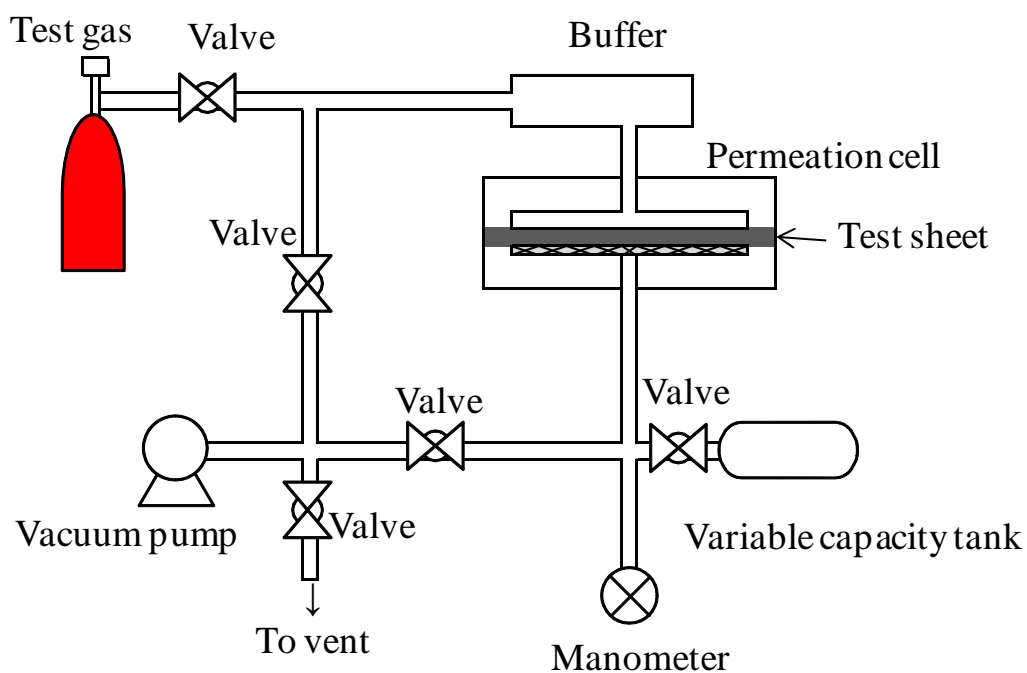 Test gas
Valve
Buffer
Permeation cell
Valve
Test sheet
Valve
Valve
Vacuum pump
Valve
Variable capacity tank
To vent
Manometer